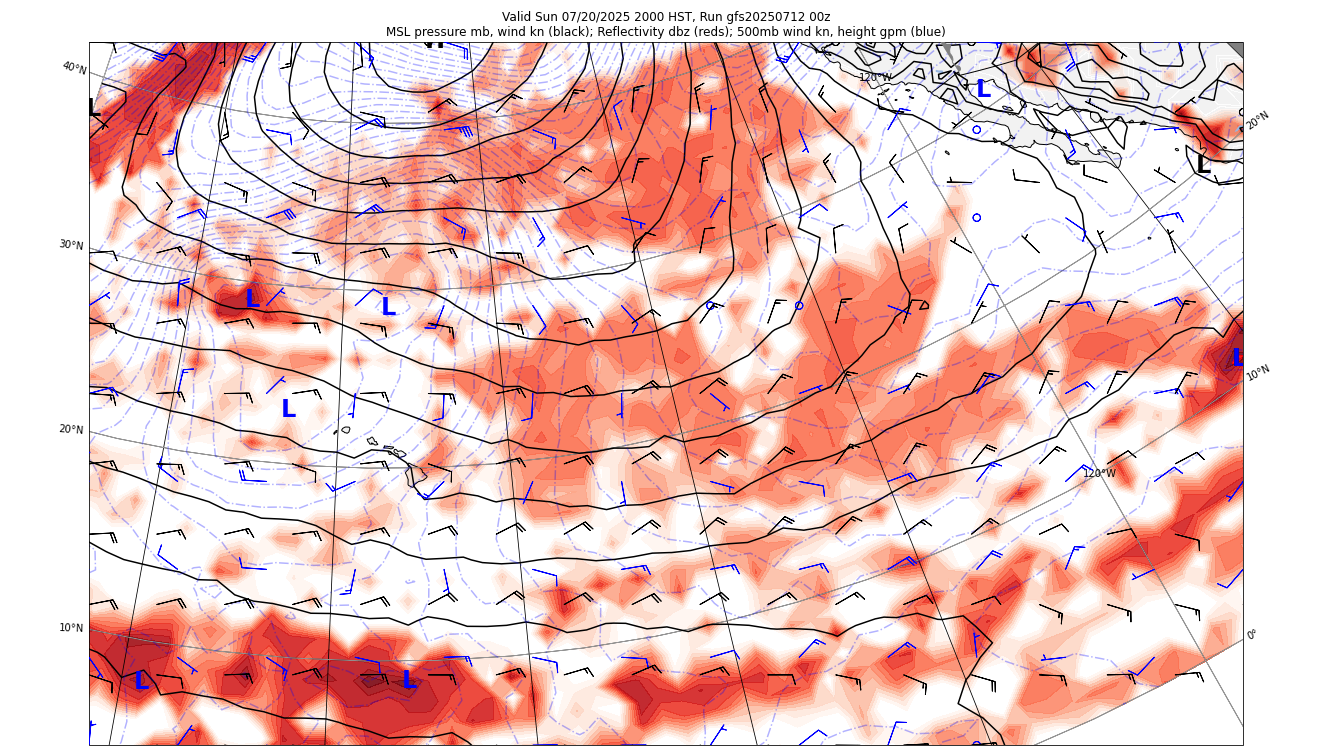 Valid Sun 07/20/2025 2000 HST, Run gfs20250712 00z
MSL pressure mb, wind kn (black); Reflectivity dbz (reds); 500mb wind kn, height gpm (blue)
H
40°N
120°W
L
L
20°N
L
30°N
L
L
L
10°N
L
20°N
120°W
10°N
0°
L
L